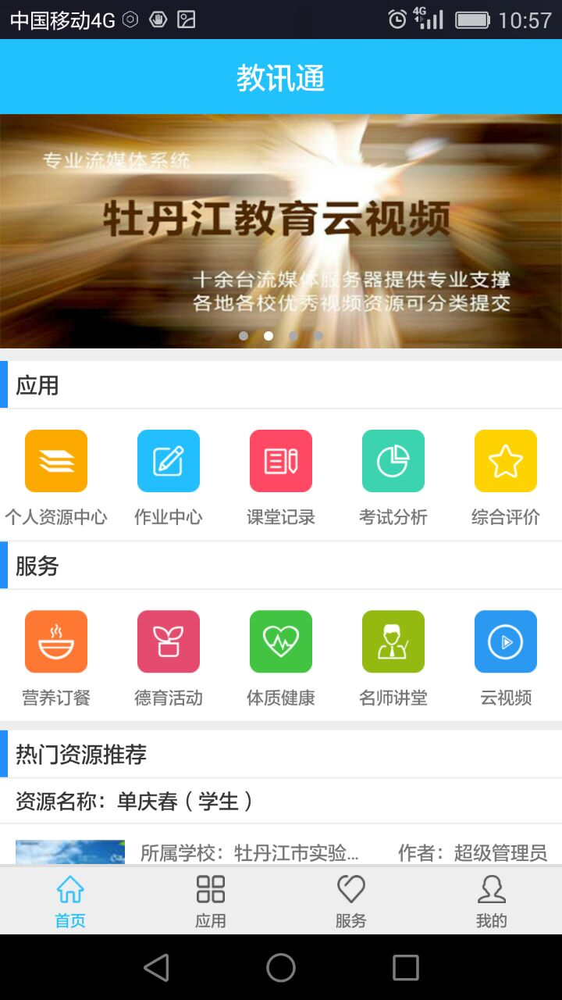 中国移动4G 4G 10:57
教讯通
专业流媒体系统
牡丹江教育云视频
十余台流媒体服务器提供专业支撑
各地各校优秀视频资源可分类提交
应用
个人资源中心 作业中心 课堂记录 考试分析 综合评价
服务
营养订餐 德育活动 体质健康 名师讲堂 云视频
热门资源推荐
资源名称：单庆春（学生）
所属学校：牡丹江市实验... 作者：超级管理员
首页 应用 服务 我的